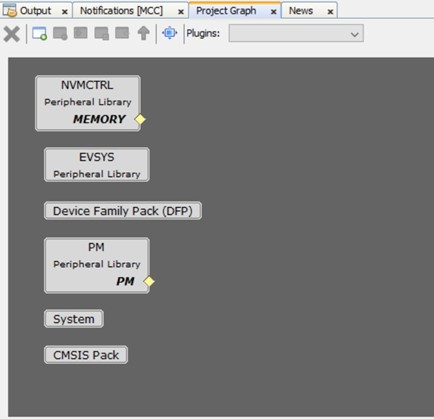 Output x Notifications [MCC] x Project Graph x News x
Plugins:
NVMCTRL
Peripheral Library
MEMORY
EVSYS
Peripheral Library
Device Family Pack (DFP)
PM
Peripheral Library
PM
System
CMSIS Pack